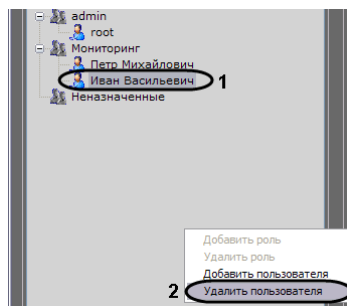 admin
root
Мониторинг
Петр Михайлович
Иван Васильевич 1
Неназначенные
Добавить роль
Удалить роль
Добавить пользователя
2 Удалить пользователя